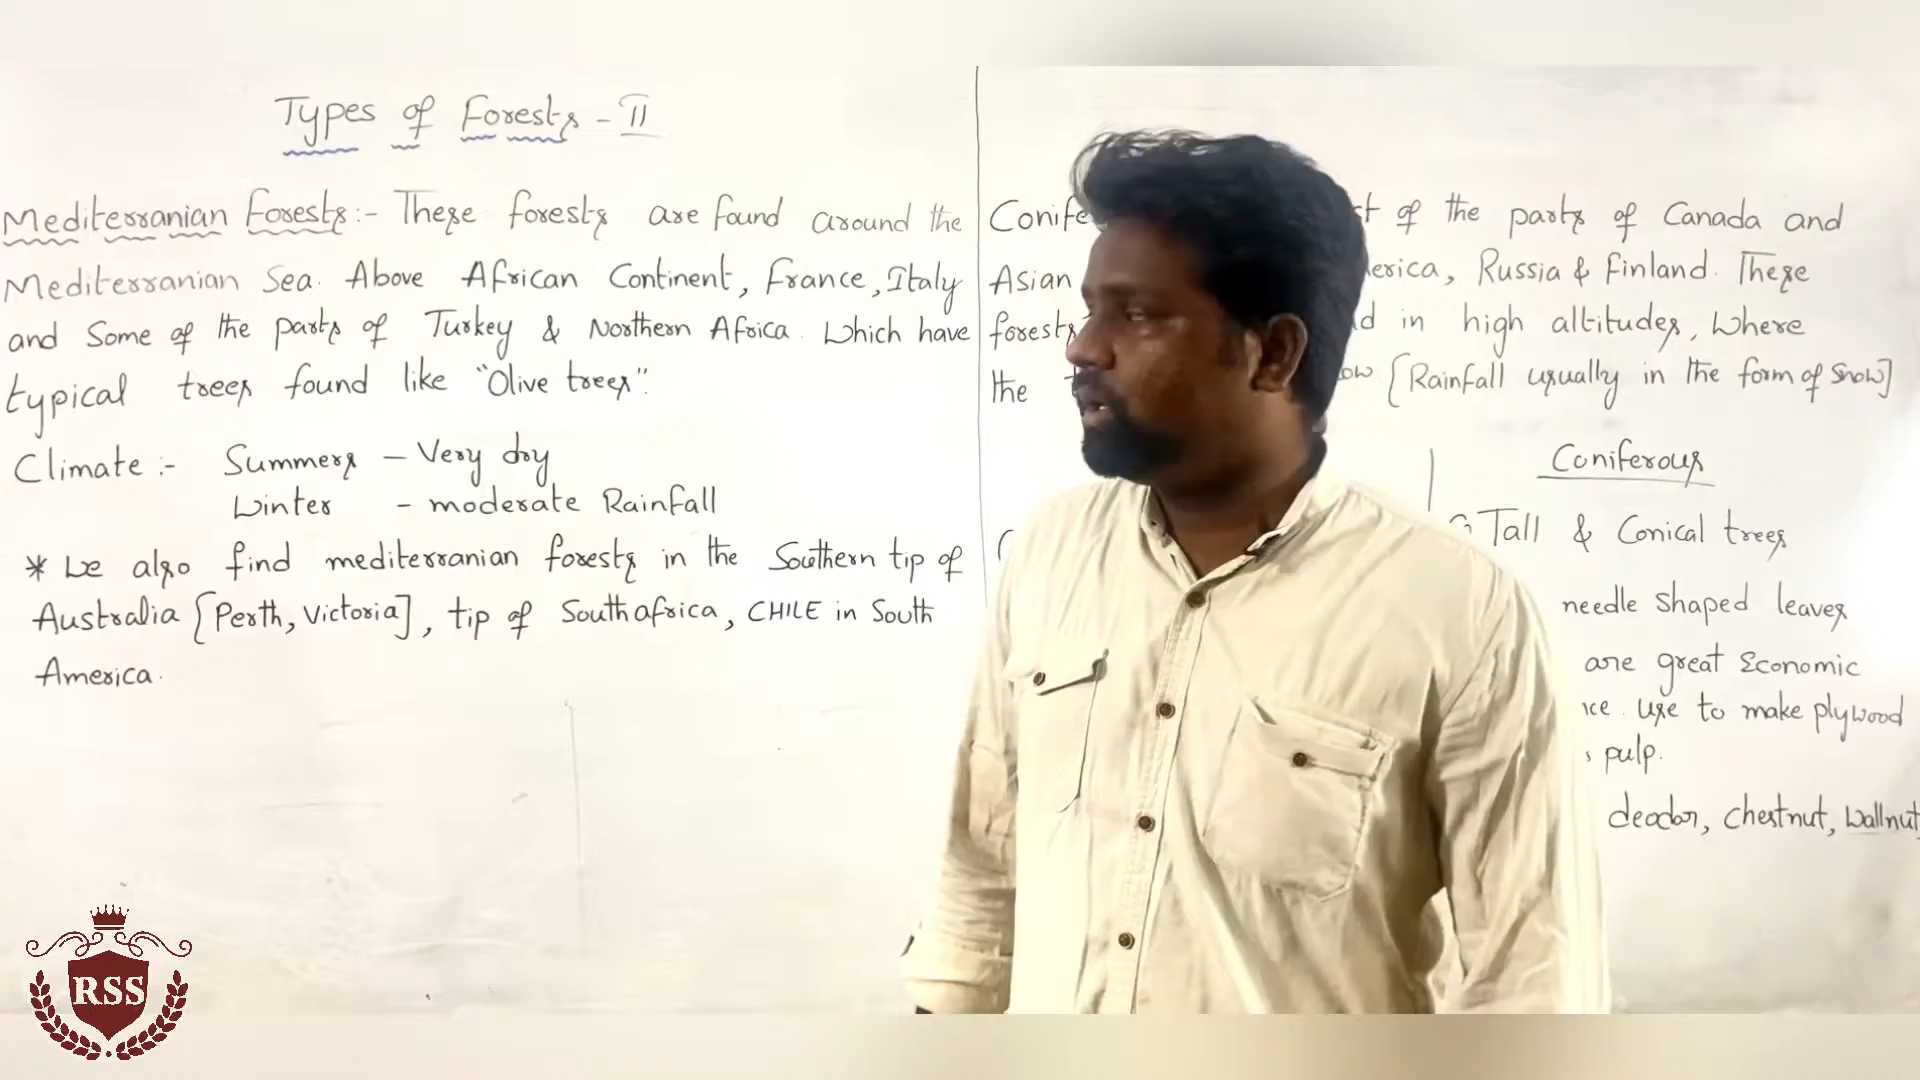 Types of Forests - II
Mediterranian Forests :- These forests are found around the
Mediterranian Sea. Above African Continent, France, Italy
and Some of the parts of Turkey & Northern Africa. Which have
typical trees found like "Olive trees".
Climate :- Summers - Very dry
Winter - moderate Rainfall
* We also find mediterranian forests in the Southern tip of
Australia [Perth, Victoria], tip of South africa, CHILE in South
America.
of the parts of Canada and
Asian Russia & Finland. These
forests in high altitudes, Where
the [Rainfall usually in the form of Snow]
Coniferous
Tall & Conical trees
needle Shaped leaves
are great Economic
use to make plywood
pulp.
deodar, chestnut, Wallnut,
RSS